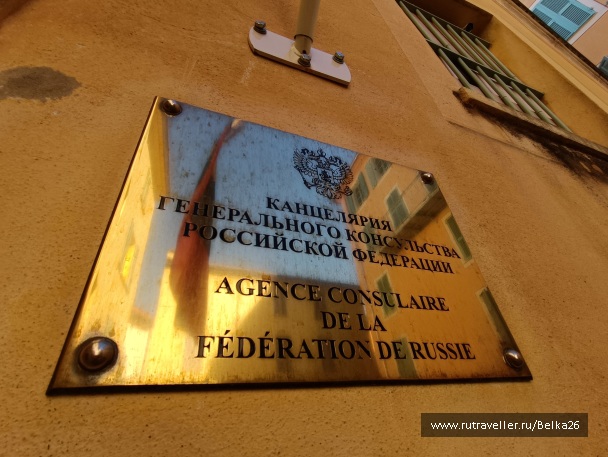 КАНЦЕЛЯРИЯ
ГЕНЕРАЛЬНОГО КОНСУЛЬСТВА
РОССИЙСКОЙ ФЕДЕРАЦИИ
AGENCE CONSULAIRE
DE LA
FÉDÉRATION DE RUSSIE
www.rutraveller.ru/Belka26